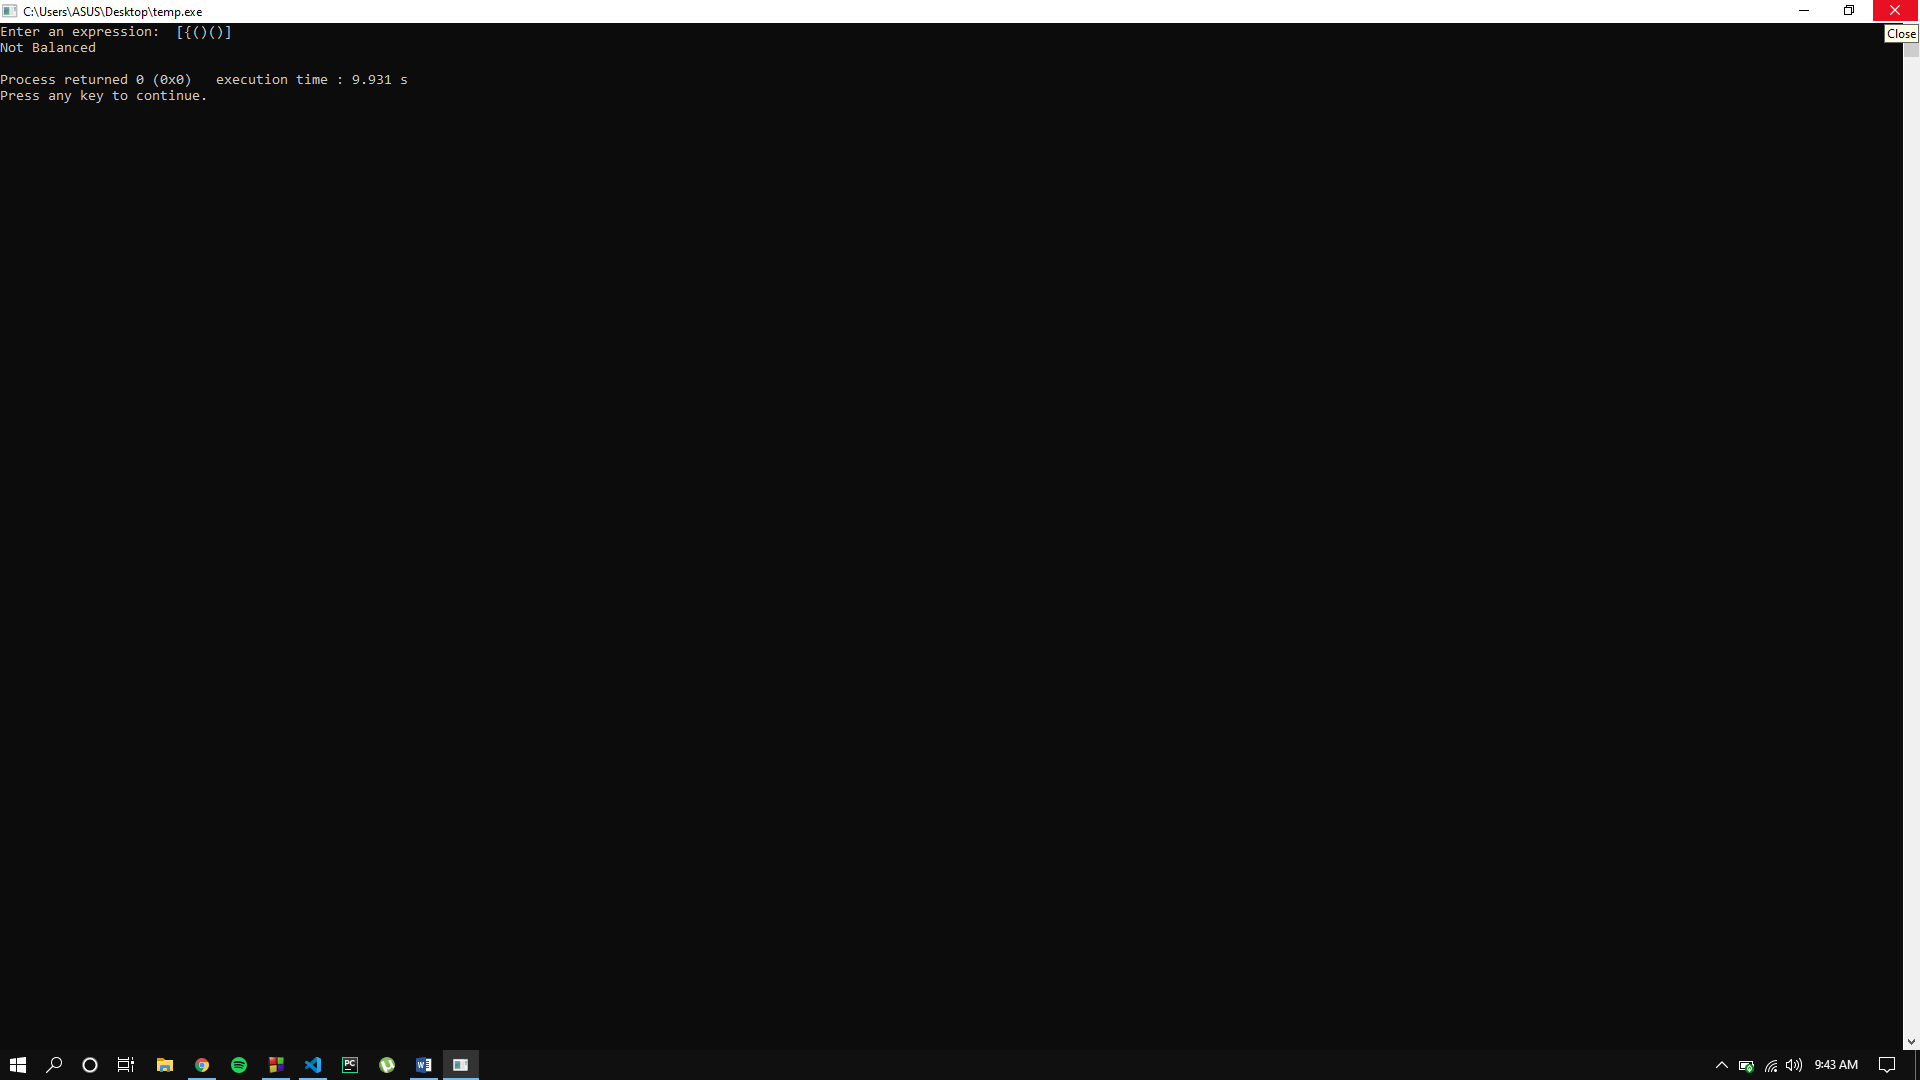 C:\Users\ASUS\Desktop\temp.exe
Close
Enter an expression:  [{()()]
Not Balanced
Process returned 0 (0x0)   execution time : 9.931 s
Press any key to continue.
PC
W
9:43 AM